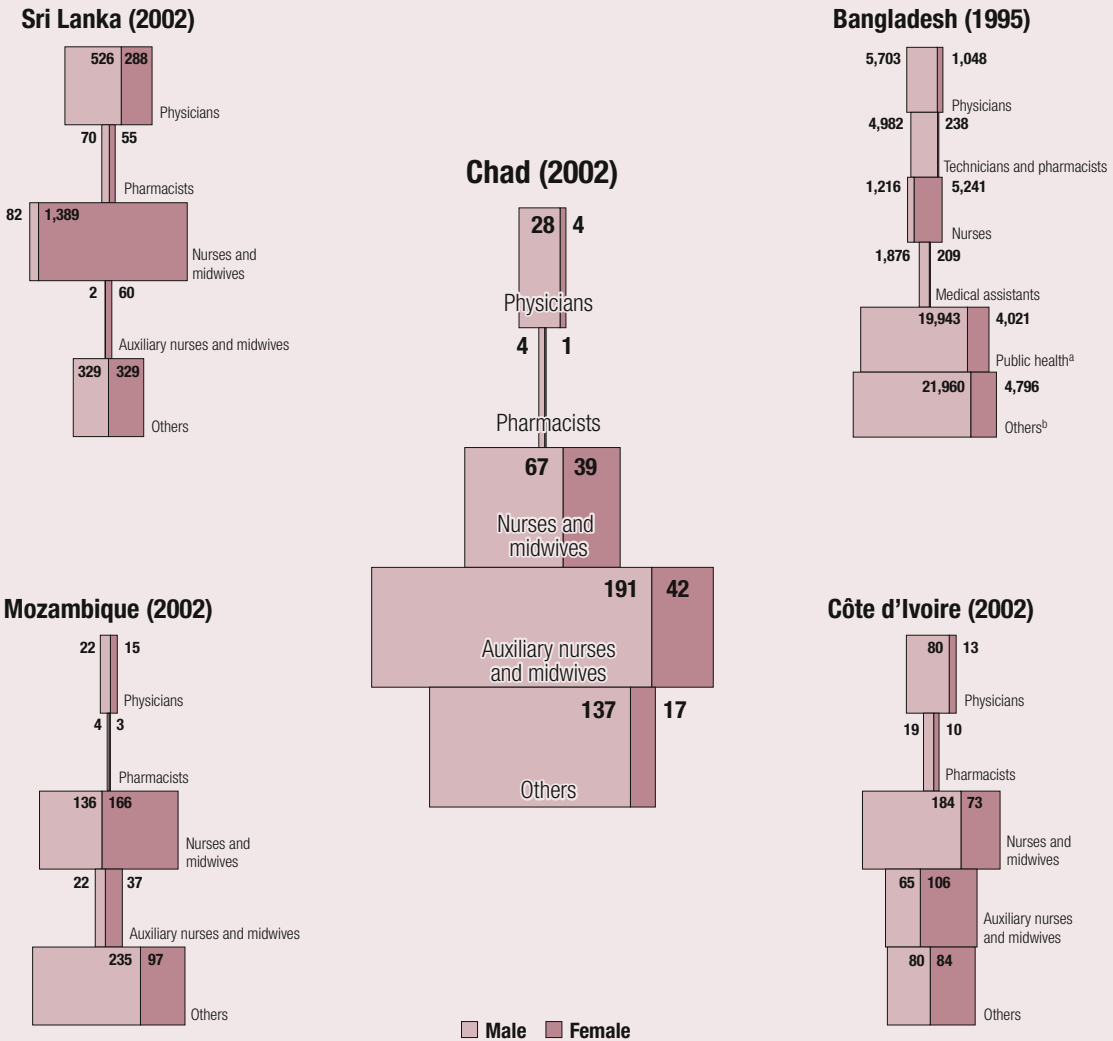 Sri Lanka (2002)
526 288
Physicians
70 55
Pharmacists
82 1,389
Nurses and
midwives
2 60
Auxiliary nurses and midwives
329 329
Others
Chad (2002)
28 4
Physicians
4 1
Pharmacists
67 39
Nurses and
midwives
191 42
Auxiliary nurses
and midwives
137 17
Others
Bangladesh (1995)
5,703 1,048
Physicians
4,982 238
Technicians and pharmacists
1,216 5,241
Nurses
1,876 209
Medical assistants
19,943 4,021
Public healthᵃ
21,960 4,796
Othersᵇ
Mozambique (2002)
22 15
Physicians
4 3
Pharmacists
136 166
Nurses and
midwives
22 37
Auxiliary nurses and midwives
235 97
Others
Côte d’Ivoire (2002)
80 13
Physicians
19 10
Pharmacists
184 73
Nurses and
midwives
65 106
Auxiliary nurses
and midwives
80 84
Others
Male Female